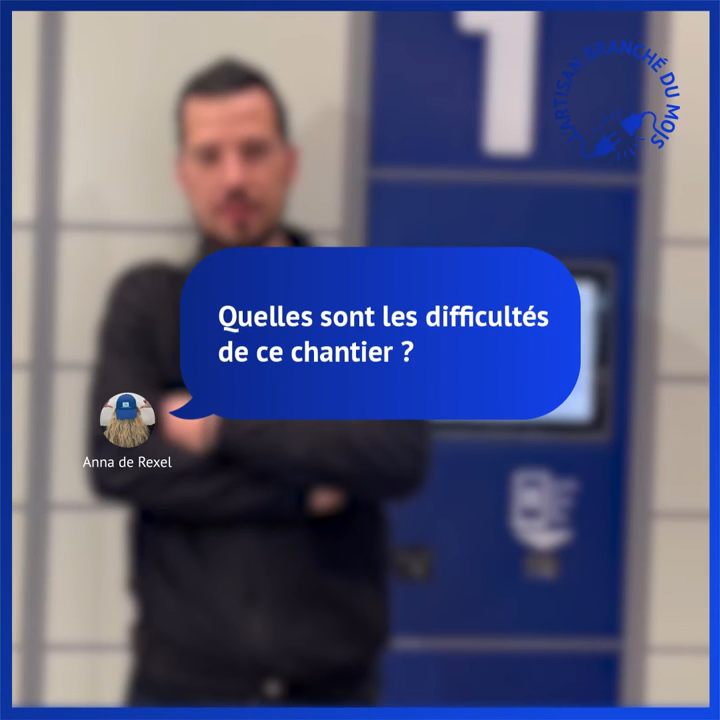 1
L'ARTISAN BRANCHÉ DU MOIS
Quelles sont les difficultés
de ce chantier ?
Anna de Rexel